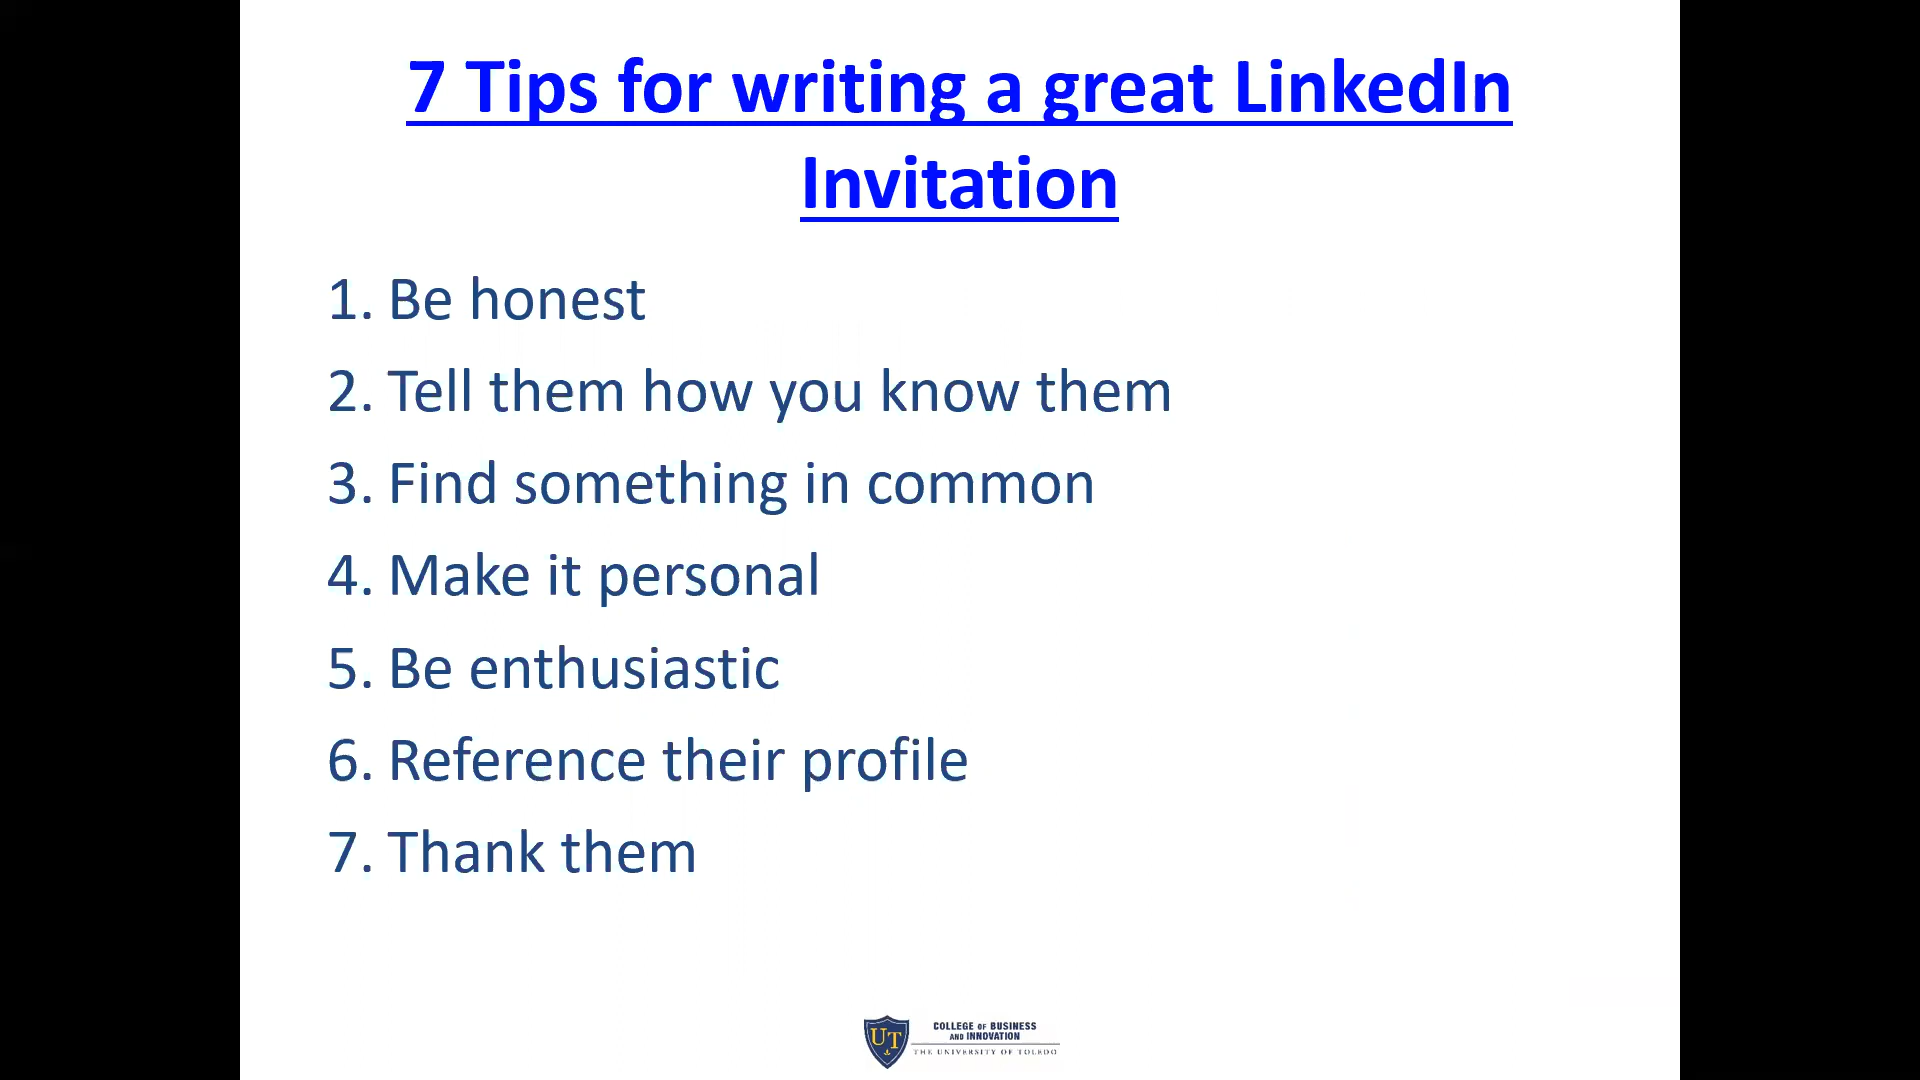 7 Tips for writing a great LinkedIn
Invitation
1. Be honest
2. Tell them how you know them
3. Find something in common
4. Make it personal
5. Be enthusiastic
6. Reference their profile
7. Thank them
UT
COLLEGE OF BUSINESS
AND INNOVATION
THE UNIVERSITY OF TOLEDO